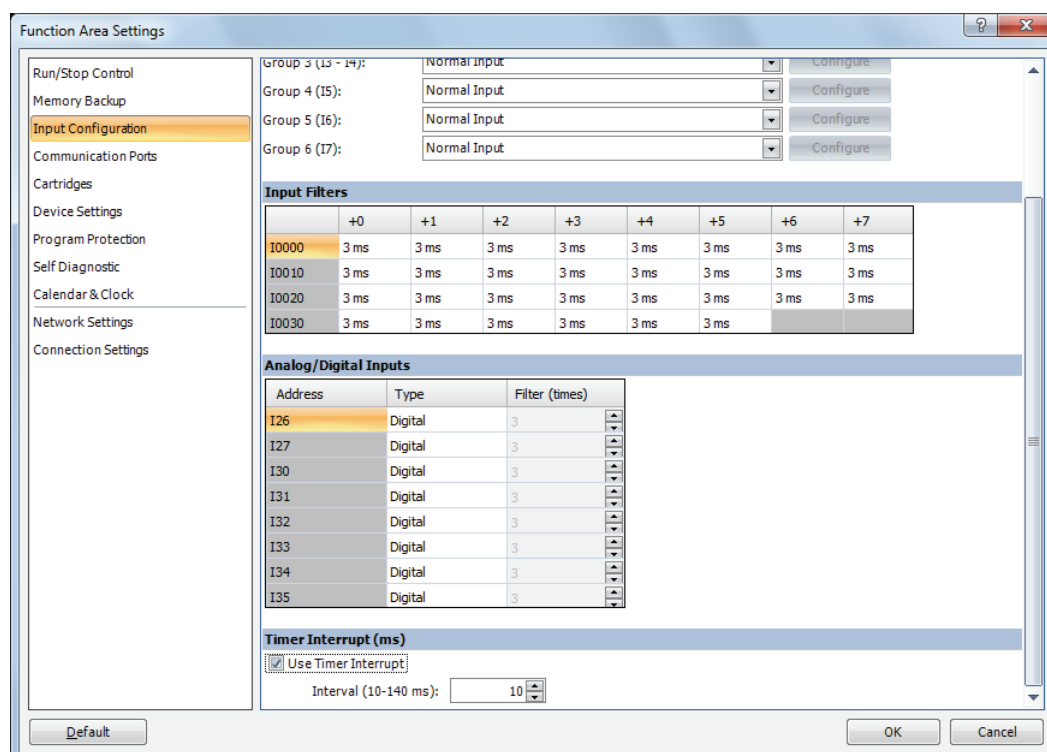 Function Area Settings
Run/Stop Control
Memory Backup
Input Configuration
Communication Ports
Cartridges
Device Settings
Program Protection
Self Diagnostic
Calendar & Clock
Network Settings
Connection Settings
Group 3 (I3 - I4): Normal Input Configure
Group 4 (I5): Normal Input Configure
Group 5 (I6): Normal Input Configure
Group 6 (I7): Normal Input Configure
Input Filters
+0 +1 +2 +3 +4 +5 +6 +7
I0000 3 ms 3 ms 3 ms 3 ms 3 ms 3 ms 3 ms 3 ms
I0010 3 ms 3 ms 3 ms 3 ms 3 ms 3 ms 3 ms 3 ms
I0020 3 ms 3 ms 3 ms 3 ms 3 ms 3 ms 3 ms 3 ms
I0030 3 ms 3 ms 3 ms 3 ms 3 ms 3 ms
Analog/Digital Inputs
Address Type Filter (times)
I26 Digital 3
I27 Digital 3
I30 Digital 3
I31 Digital 3
I32 Digital 3
I33 Digital 3
I34 Digital 3
I35 Digital 3
Timer Interrupt (ms)
Use Timer Interrupt
Interval (10-140 ms): 10
Default OK Cancel